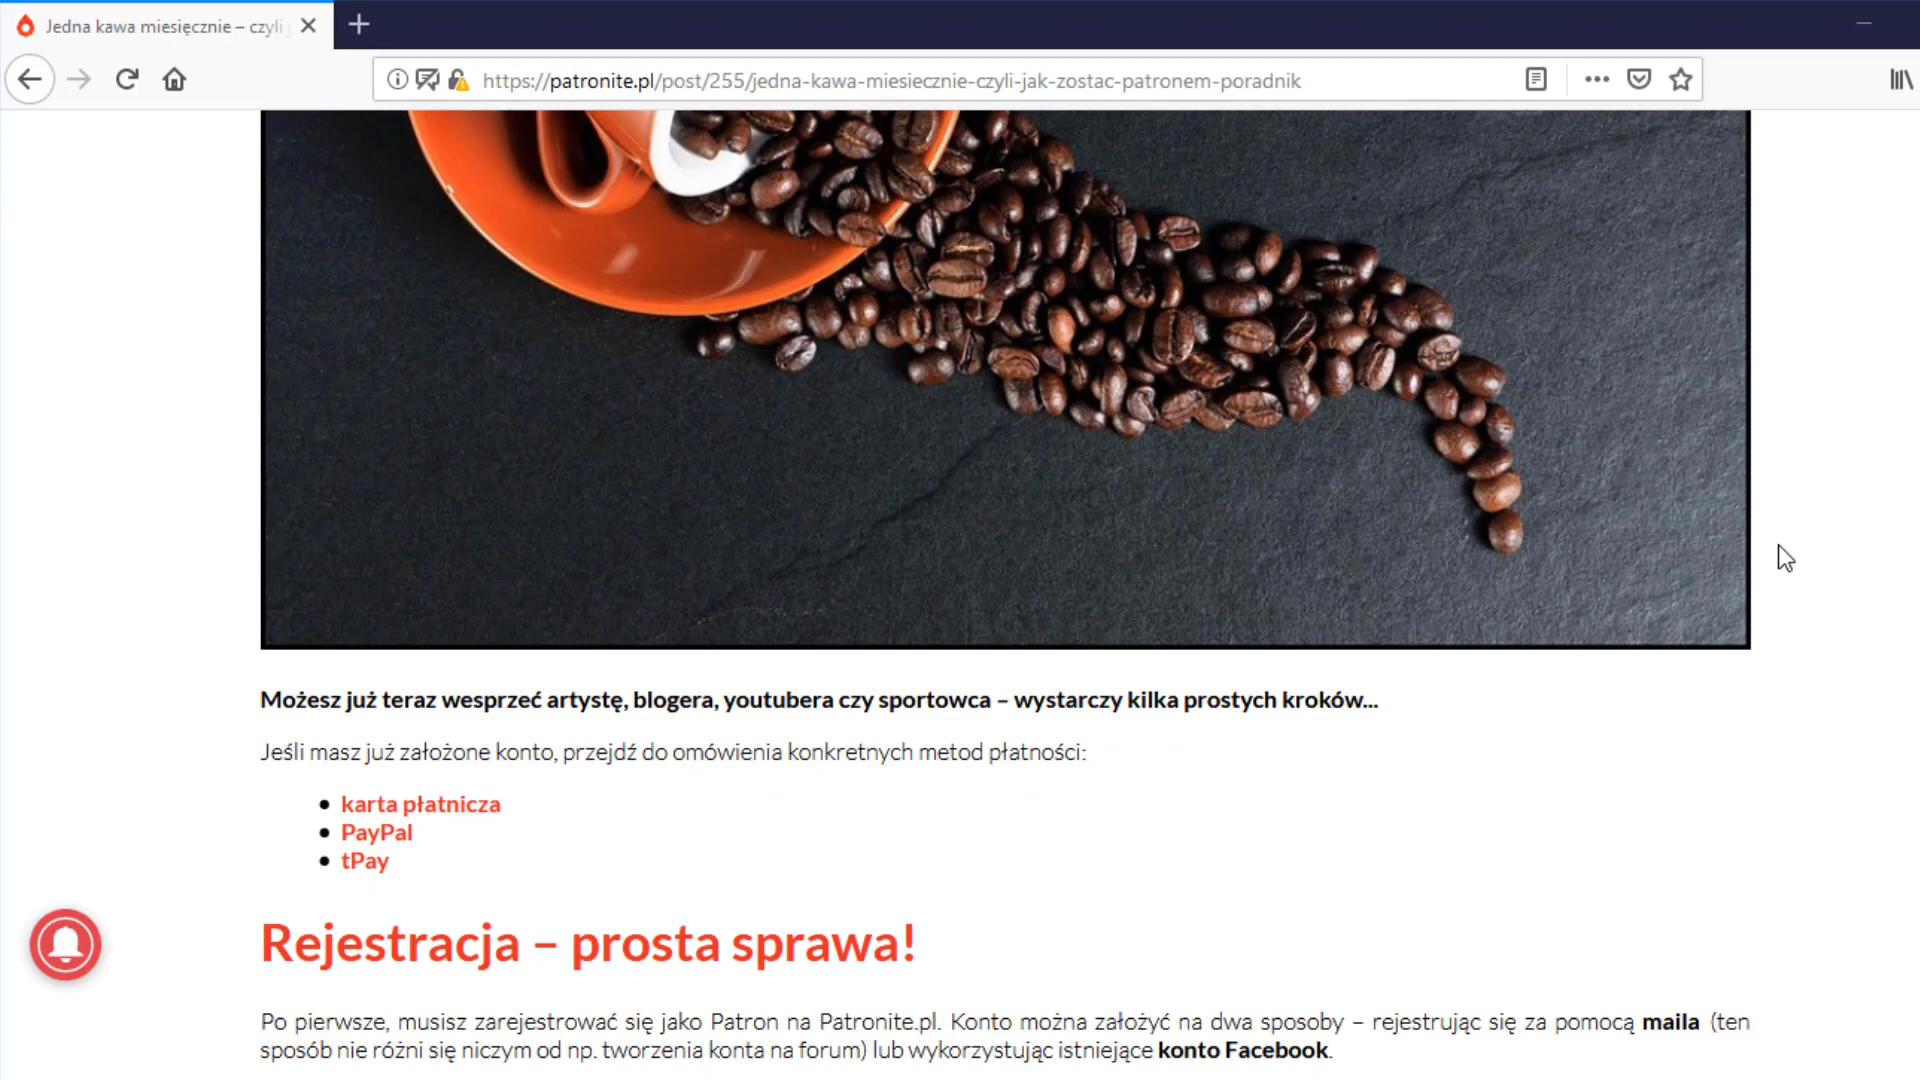 Jedna kawa miesięcznie – czyli
https://patronite.pl/post/255/jedna-kawa-miesiecznie-czyli-jak-zostac-patronem-poradnik
Możesz już teraz wesprzeć artystę, blogera, youtubera czy sportowca – wystarczy kilka prostych kroków...
Jeśli masz już założone konto, przejdź do omówienia konkretnych metod płatności:
karta płatnicza
PayPal
tPay
Rejestracja – prosta sprawa!
Po pierwsze, musisz zarejestrować się jako Patron na Patronite.pl. Konto można założyć na dwa sposoby – rejestrując się za pomocą maila (ten
sposób nie różni się niczym od np. tworzenia konta na forum) lub wykorzystując istniejące konto Facebook.